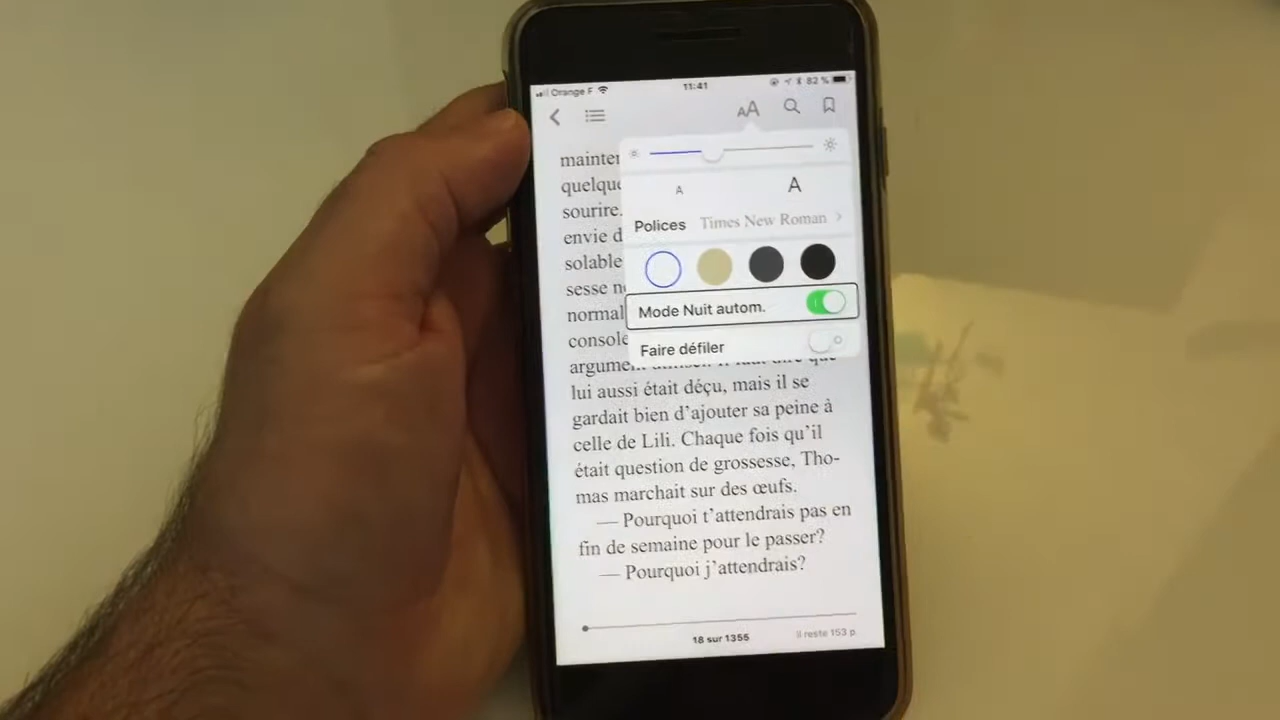 Orange F
11:41
82 %
AA
A A
Polices Times New Roman
Mode Nuit autom.
Faire défiler
quelqu
sourire.
envie d
solable
sesse n
normal
console
argume
lui aussi était déçu, mais il se
gardait bien d'ajouter sa peine à
celle de Lili. Chaque fois qu'il
était question de grossesse, Tho-
mas marchait sur des œufs.
— Pourquoi t'attendrais pas en
fin de semaine pour le passer?
— Pourquoi j'attendrais?
18 sur 1355
Il reste 153 p.